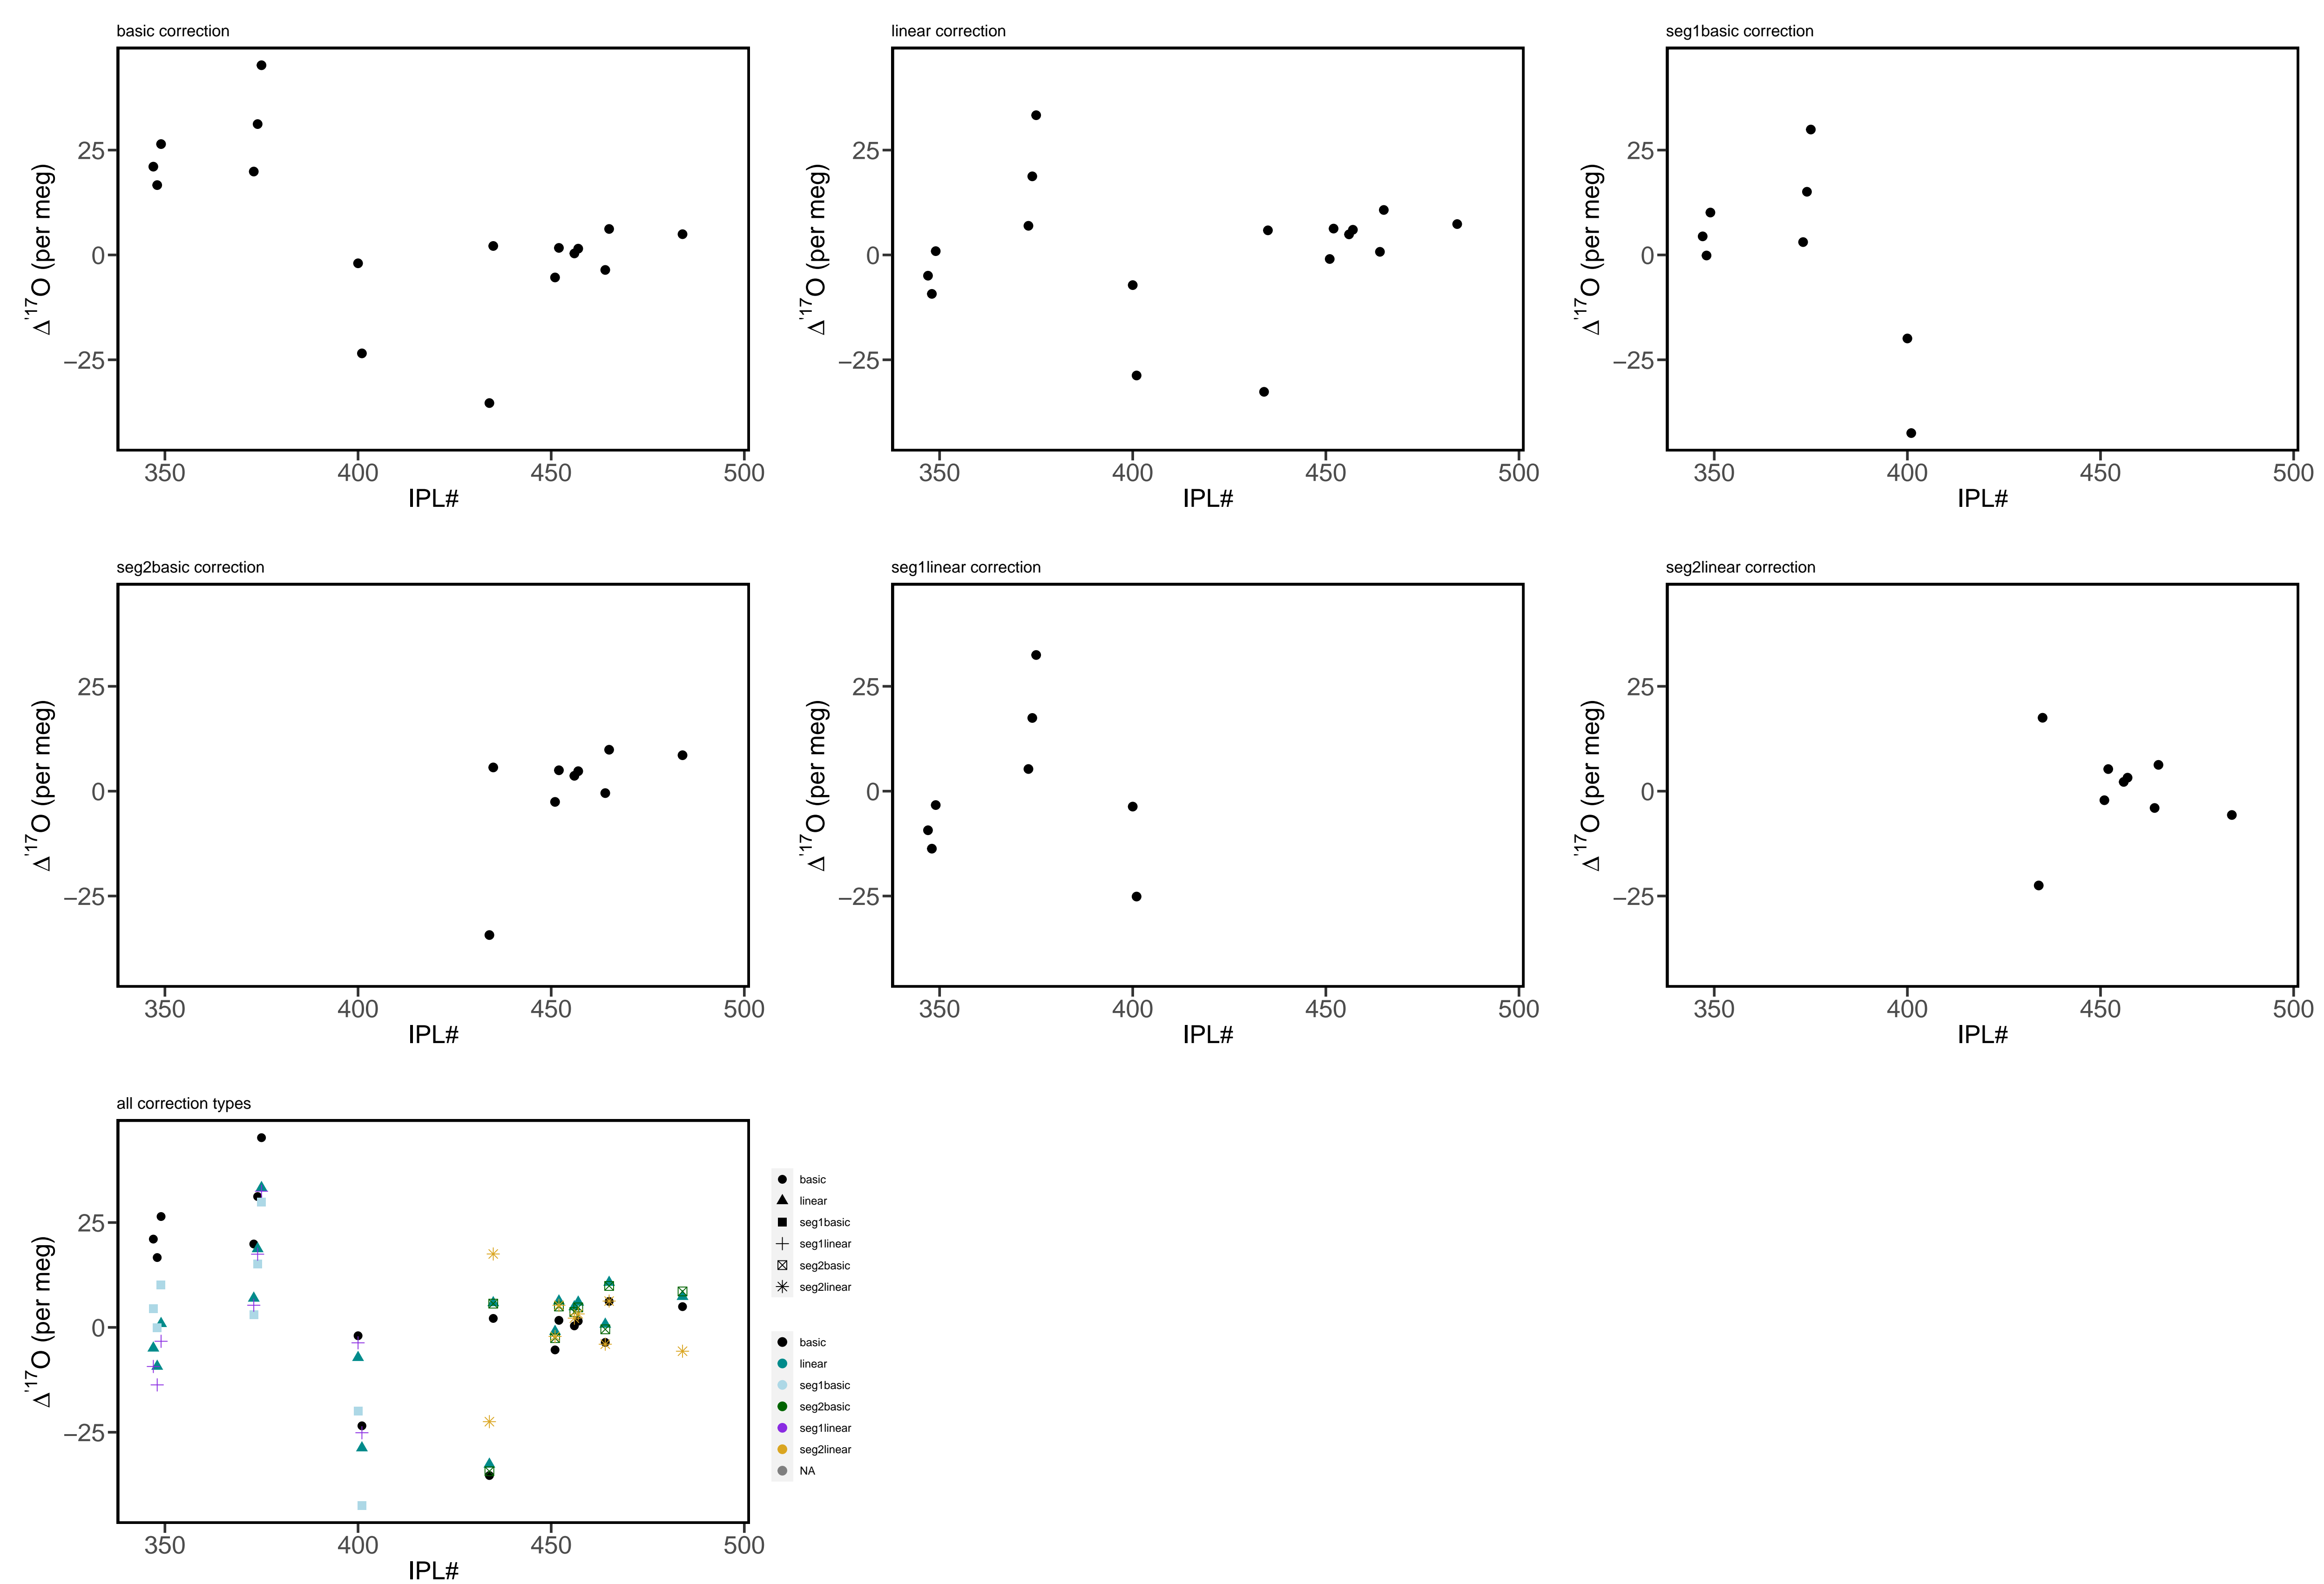 basic correction
linear correction
seg1basic correction
25
0
−25
350 400 450 500
IPL#
Δ'17O (per meg)
25
0
−25
350 400 450 500
IPL#
Δ'17O (per meg)
25
0
−25
350 400 450 500
IPL#
Δ'17O (per meg)
seg2basic correction
seg1linear correction
seg2linear correction
25
0
−25
350 400 450 500
IPL#
Δ'17O (per meg)
25
0
−25
350 400 450 500
IPL#
Δ'17O (per meg)
25
0
−25
350 400 450 500
IPL#
Δ'17O (per meg)
all correction types
25
0
−25
350 400 450 500
IPL#
Δ'17O (per meg)
basic
linear
seg1basic
seg1linear
seg2basic
seg2linear
basic
linear
seg1basic
seg2basic
seg1linear
seg2linear
NA